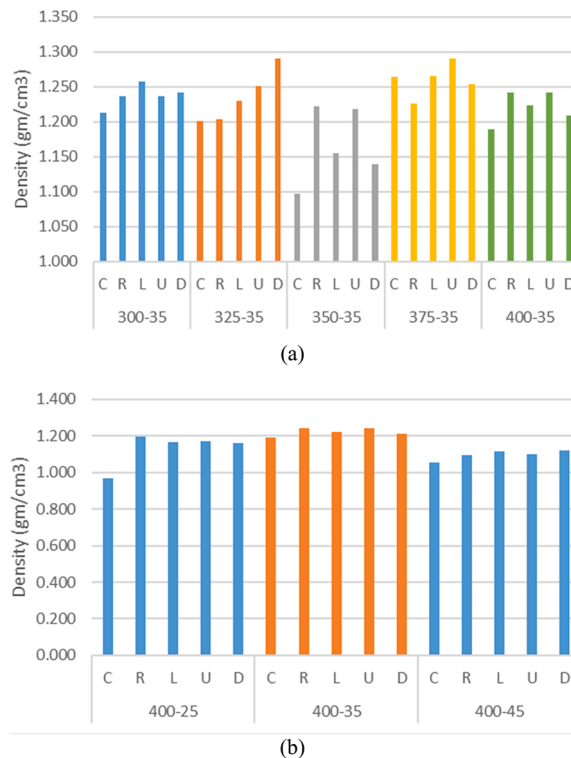 Density (gm/cm3)
1.350
1.300
1.250
1.200
1.150
1.100
1.050
1.000
C R L U D C R L U D C R L U D C R L U D C R L U D
300-35 325-35 350-35 375-35 400-35
(a)
Density (gm/cm3)
1.400
1.200
1.000
0.800
0.600
0.400
0.200
0.000
C R L U D C R L U D C R L U D
400-25 400-35 400-45
(b)